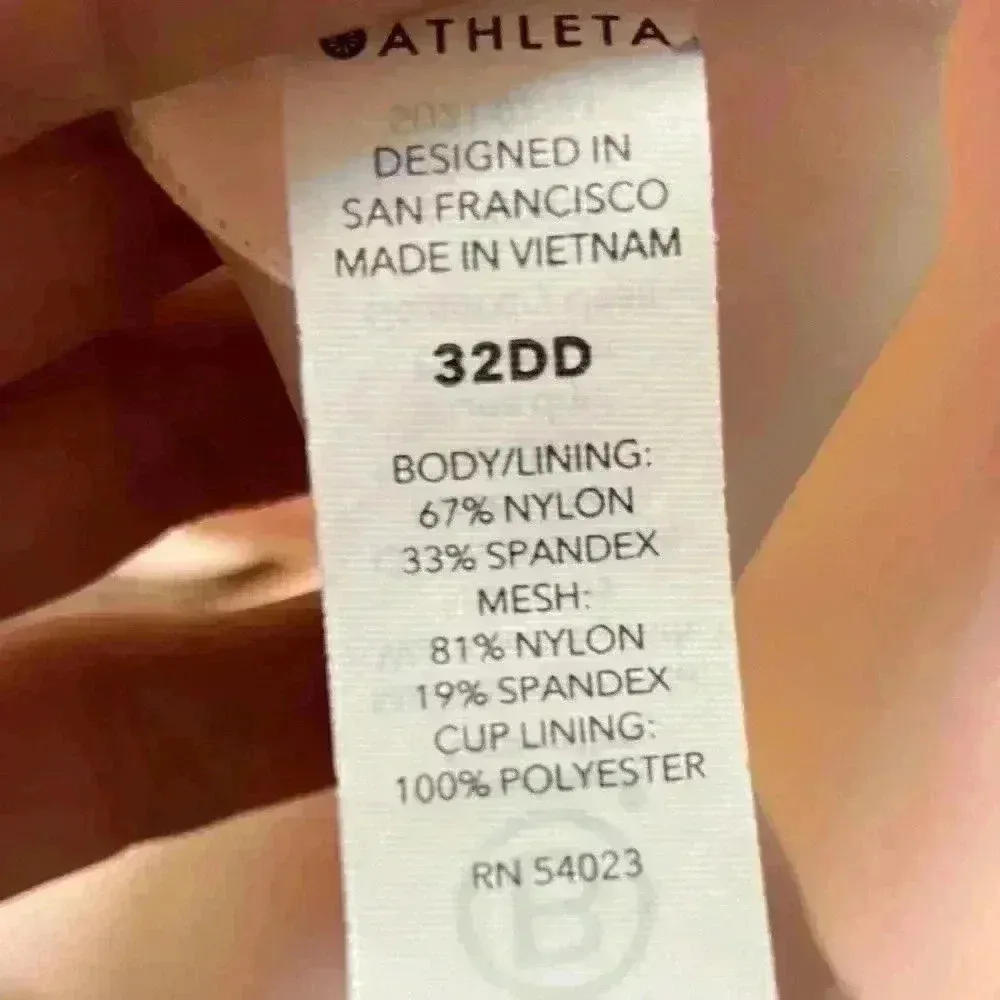 ATHLETA
DESIGNED IN
SAN FRANCISCO
MADE IN VIETNAM
32DD
BODY/LINING:
67% NYLON
33% SPANDEX
MESH:
81% NYLON
19% SPANDEX
CUP LINING:
100% POLYESTER
RN 54023
B